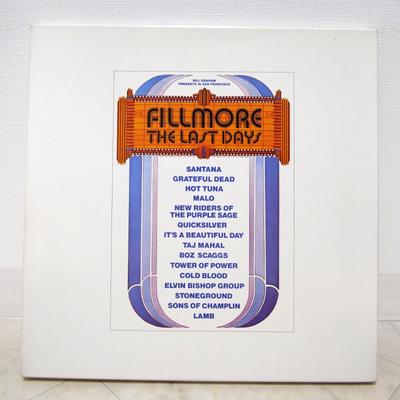 BILL GRAHAM
PRESENTS IN SAN FRANCISCO
FILLMORE
THE LAST DAYS
SANTANA
GRATEFUL DEAD
HOT TUNA
MALO
NEW RIDERS OF
THE PURPLE SAGE
QUICKSILVER
IT'S A BEAUTIFUL DAY
TAJ MAHAL
BOZ SCAGGS
TOWER OF POWER
COLD BLOOD
ELVIN BISHOP GROUP
STONEGROUND
SONS OF CHAMPLIN
LAMB